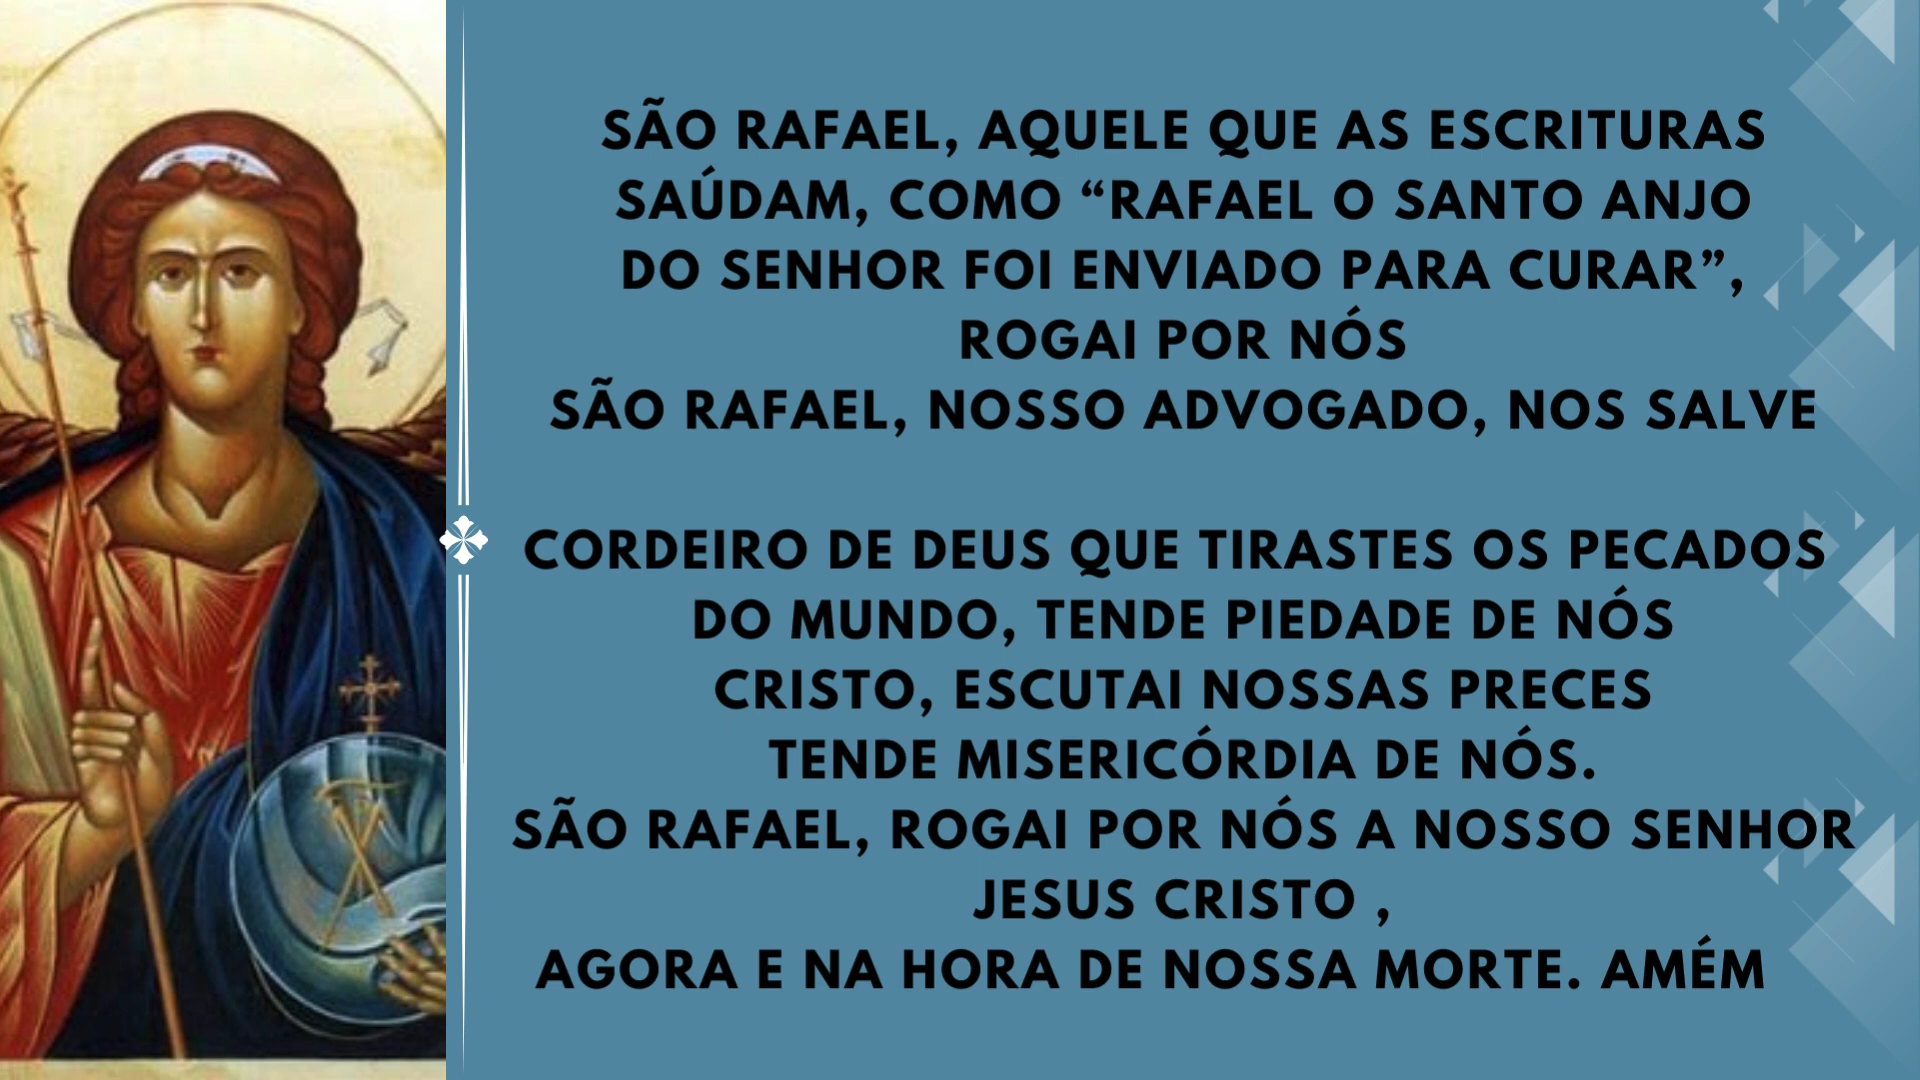 SÃO RAFAEL, AQUELE QUE AS ESCRITURAS
SAÚDAM, COMO “RAFAEL O SANTO ANJO
DO SENHOR FOI ENVIADO PARA CURAR”,
ROGAI POR NÓS
SÃO RAFAEL, NOSSO ADVOGADO, NOS SALVE
CORDEIRO DE DEUS QUE TIRASTES OS PECADOS
DO MUNDO, TENDE PIEDADE DE NÓS
CRISTO, ESCUTAI NOSSAS PRECES
TENDE MISERICÓRDIA DE NÓS.
SÃO RAFAEL, ROGAI POR NÓS A NOSSO SENHOR
JESUS CRISTO ,
AGORA E NA HORA DE NOSSA MORTE. AMÉM